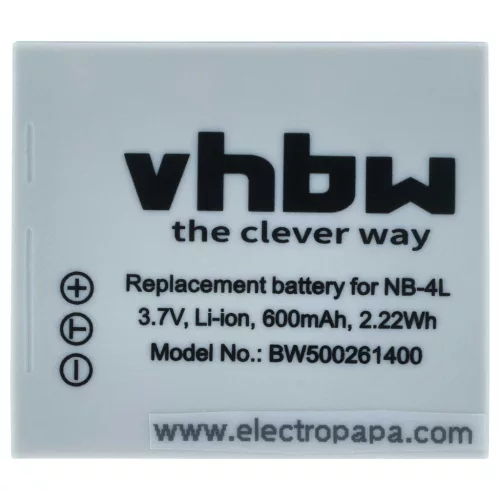 vhbw
the clever way
Replacement battery for NB-4L
3.7V, Li-ion, 600mAh, 2.22Wh
Model No.: BW500261400
+
T
-
www.electropapa.com